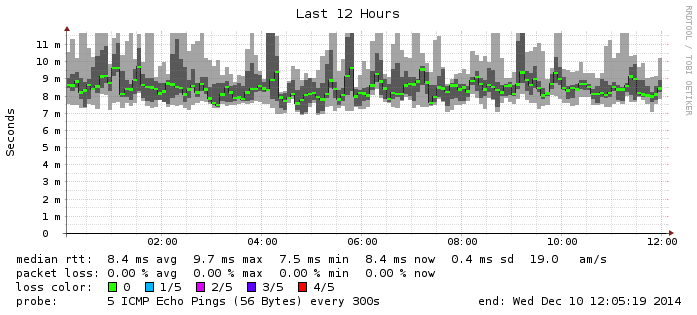 Last 12 Hours
RRDTOOL / TOBI OETIKER
Seconds
11 m
10 m
9 m
8 m
7 m
6 m
5 m
4 m
3 m
2 m
1 m
0
02:00 04:00 06:00 08:00 10:00 12:00
median rtt: 8.4 ms avg 9.7 ms max 7.5 ms min 8.4 ms now 0.4 ms sd 19.0 am/s
packet loss: 0.00 % avg 0.00 % max 0.00 % min 0.00 % now
loss color: 0 1/5 2/5 3/5 4/5
probe: 5 ICMP Echo Pings (56 Bytes) every 300s end: Wed Dec 10 12:05:19 2014